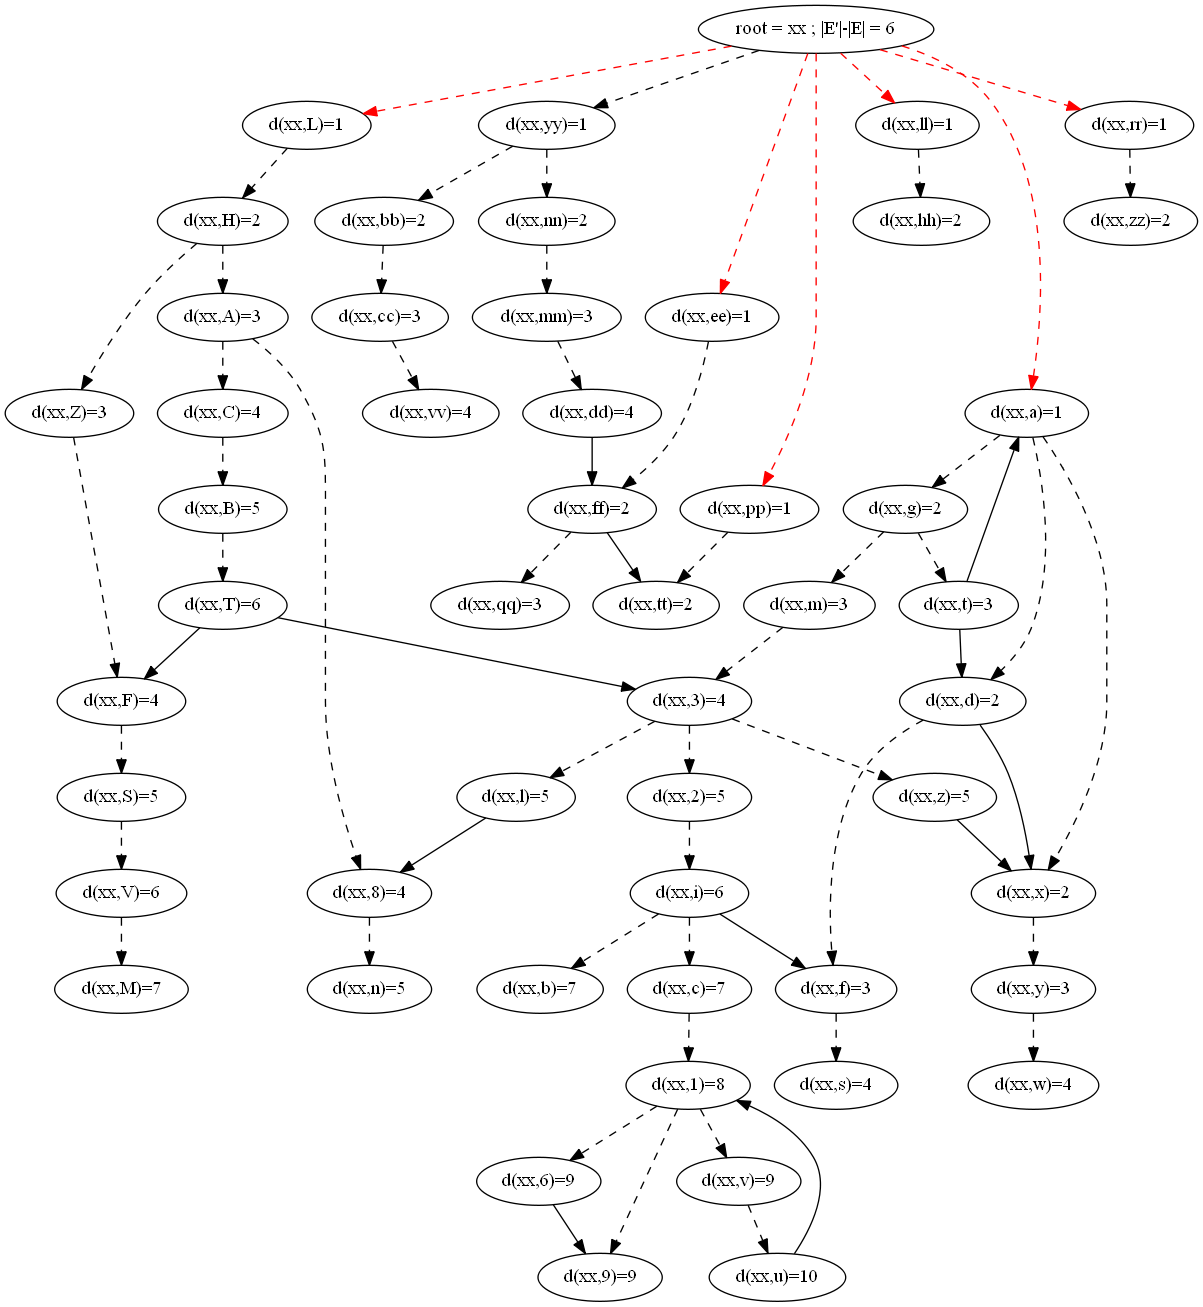 root = xx ; |E'|-|E| = 6
d(xx,L)=1
d(xx,yy)=1
d(xx,ll)=1
d(xx,rr)=1
d(xx,H)=2
d(xx,bb)=2
d(xx,nn)=2
d(xx,hh)=2
d(xx,zz)=2
d(xx,A)=3
d(xx,cc)=3
d(xx,mm)=3
d(xx,ee)=1
d(xx,Z)=3
d(xx,C)=4
d(xx,vv)=4
d(xx,dd)=4
d(xx,a)=1
d(xx,B)=5
d(xx,ff)=2
d(xx,pp)=1
d(xx,g)=2
d(xx,T)=6
d(xx,qq)=3
d(xx,tt)=2
d(xx,m)=3
d(xx,t)=3
d(xx,F)=4
d(xx,3)=4
d(xx,d)=2
d(xx,S)=5
d(xx,l)=5
d(xx,2)=5
d(xx,z)=5
d(xx,V)=6
d(xx,8)=4
d(xx,i)=6
d(xx,x)=2
d(xx,M)=7
d(xx,n)=5
d(xx,b)=7
d(xx,c)=7
d(xx,f)=3
d(xx,y)=3
d(xx,1)=8
d(xx,s)=4
d(xx,w)=4
d(xx,6)=9
d(xx,v)=9
d(xx,9)=9
d(xx,u)=10